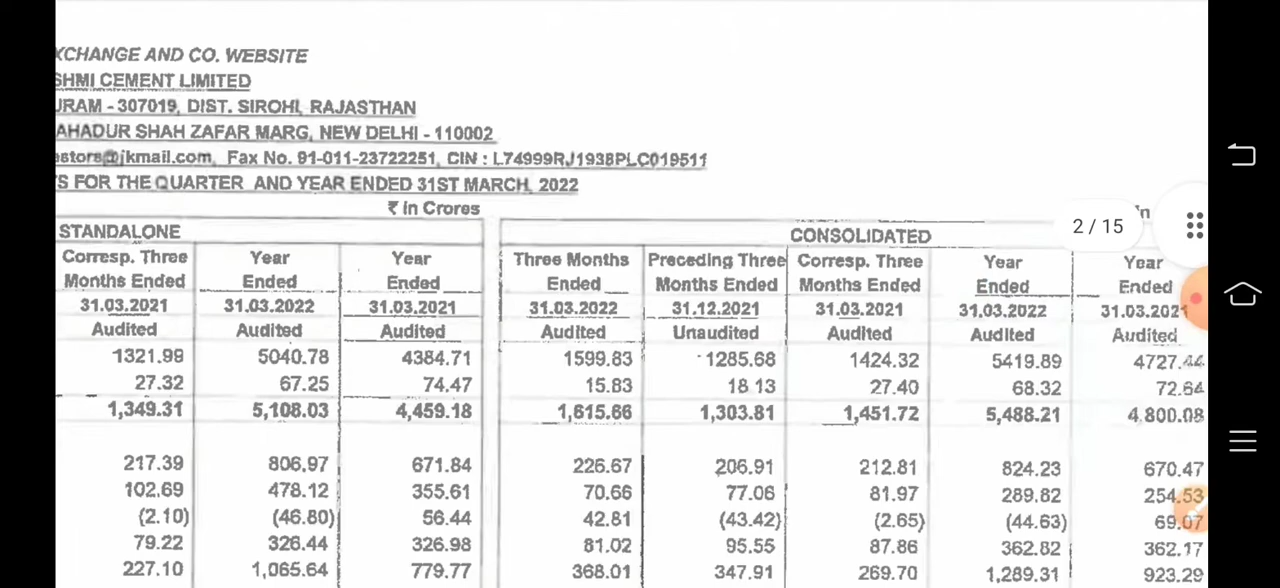 XCHANGE AND CO. WEBSITE
SHMI CEMENT LIMITED
URAM - 307019, DIST. SIROHI, RAJASTHAN
AHADUR SHAH ZAFAR MARG, NEW DELHI - 110002
estors@jkmail.com, Fax No. 91-011-23722251, CIN : L74999RJ1938PLC019511
S FOR THE QUARTER AND YEAR ENDED 31ST MARCH, 2022
₹ in Crores
2 / 15
STANDALONE CONSOLIDATED
Corresp. Three Year Year Three Months Preceding Three Corresp. Three Year Year
Months Ended Ended Ended Ended Months Ended Months Ended Ended Ended
31.03.2021 31.03.2022 31.03.2021 31.03.2022 31.12.2021 31.03.2021 31.03.2022 31.03.2021
Audited Audited Audited Audited Unaudited Audited Audited Audited
1321.99 5040.78 4384.71 1599.83 1285.68 1424.32 5419.89 4727.44
27.32 67.25 74.47 15.83 18.13 27.40 68.32 72.64
1,349.31 5,108.03 4,459.18 1,615.66 1,303.81 1,451.72 5,488.21 4,800.08
217.39 806.97 671.84 226.67 206.91 212.81 824.23 670.47
102.69 478.12 355.61 70.66 77.06 81.97 289.82 254.53
(2.10) (46.80) 56.44 42.81 (43.42) (2.65) (44.63) 69.07
79.22 326.44 326.98 81.02 95.55 87.86 362.82 362.17
227.10 1,065.64 779.77 368.01 347.91 269.70 1,289.31 923.29